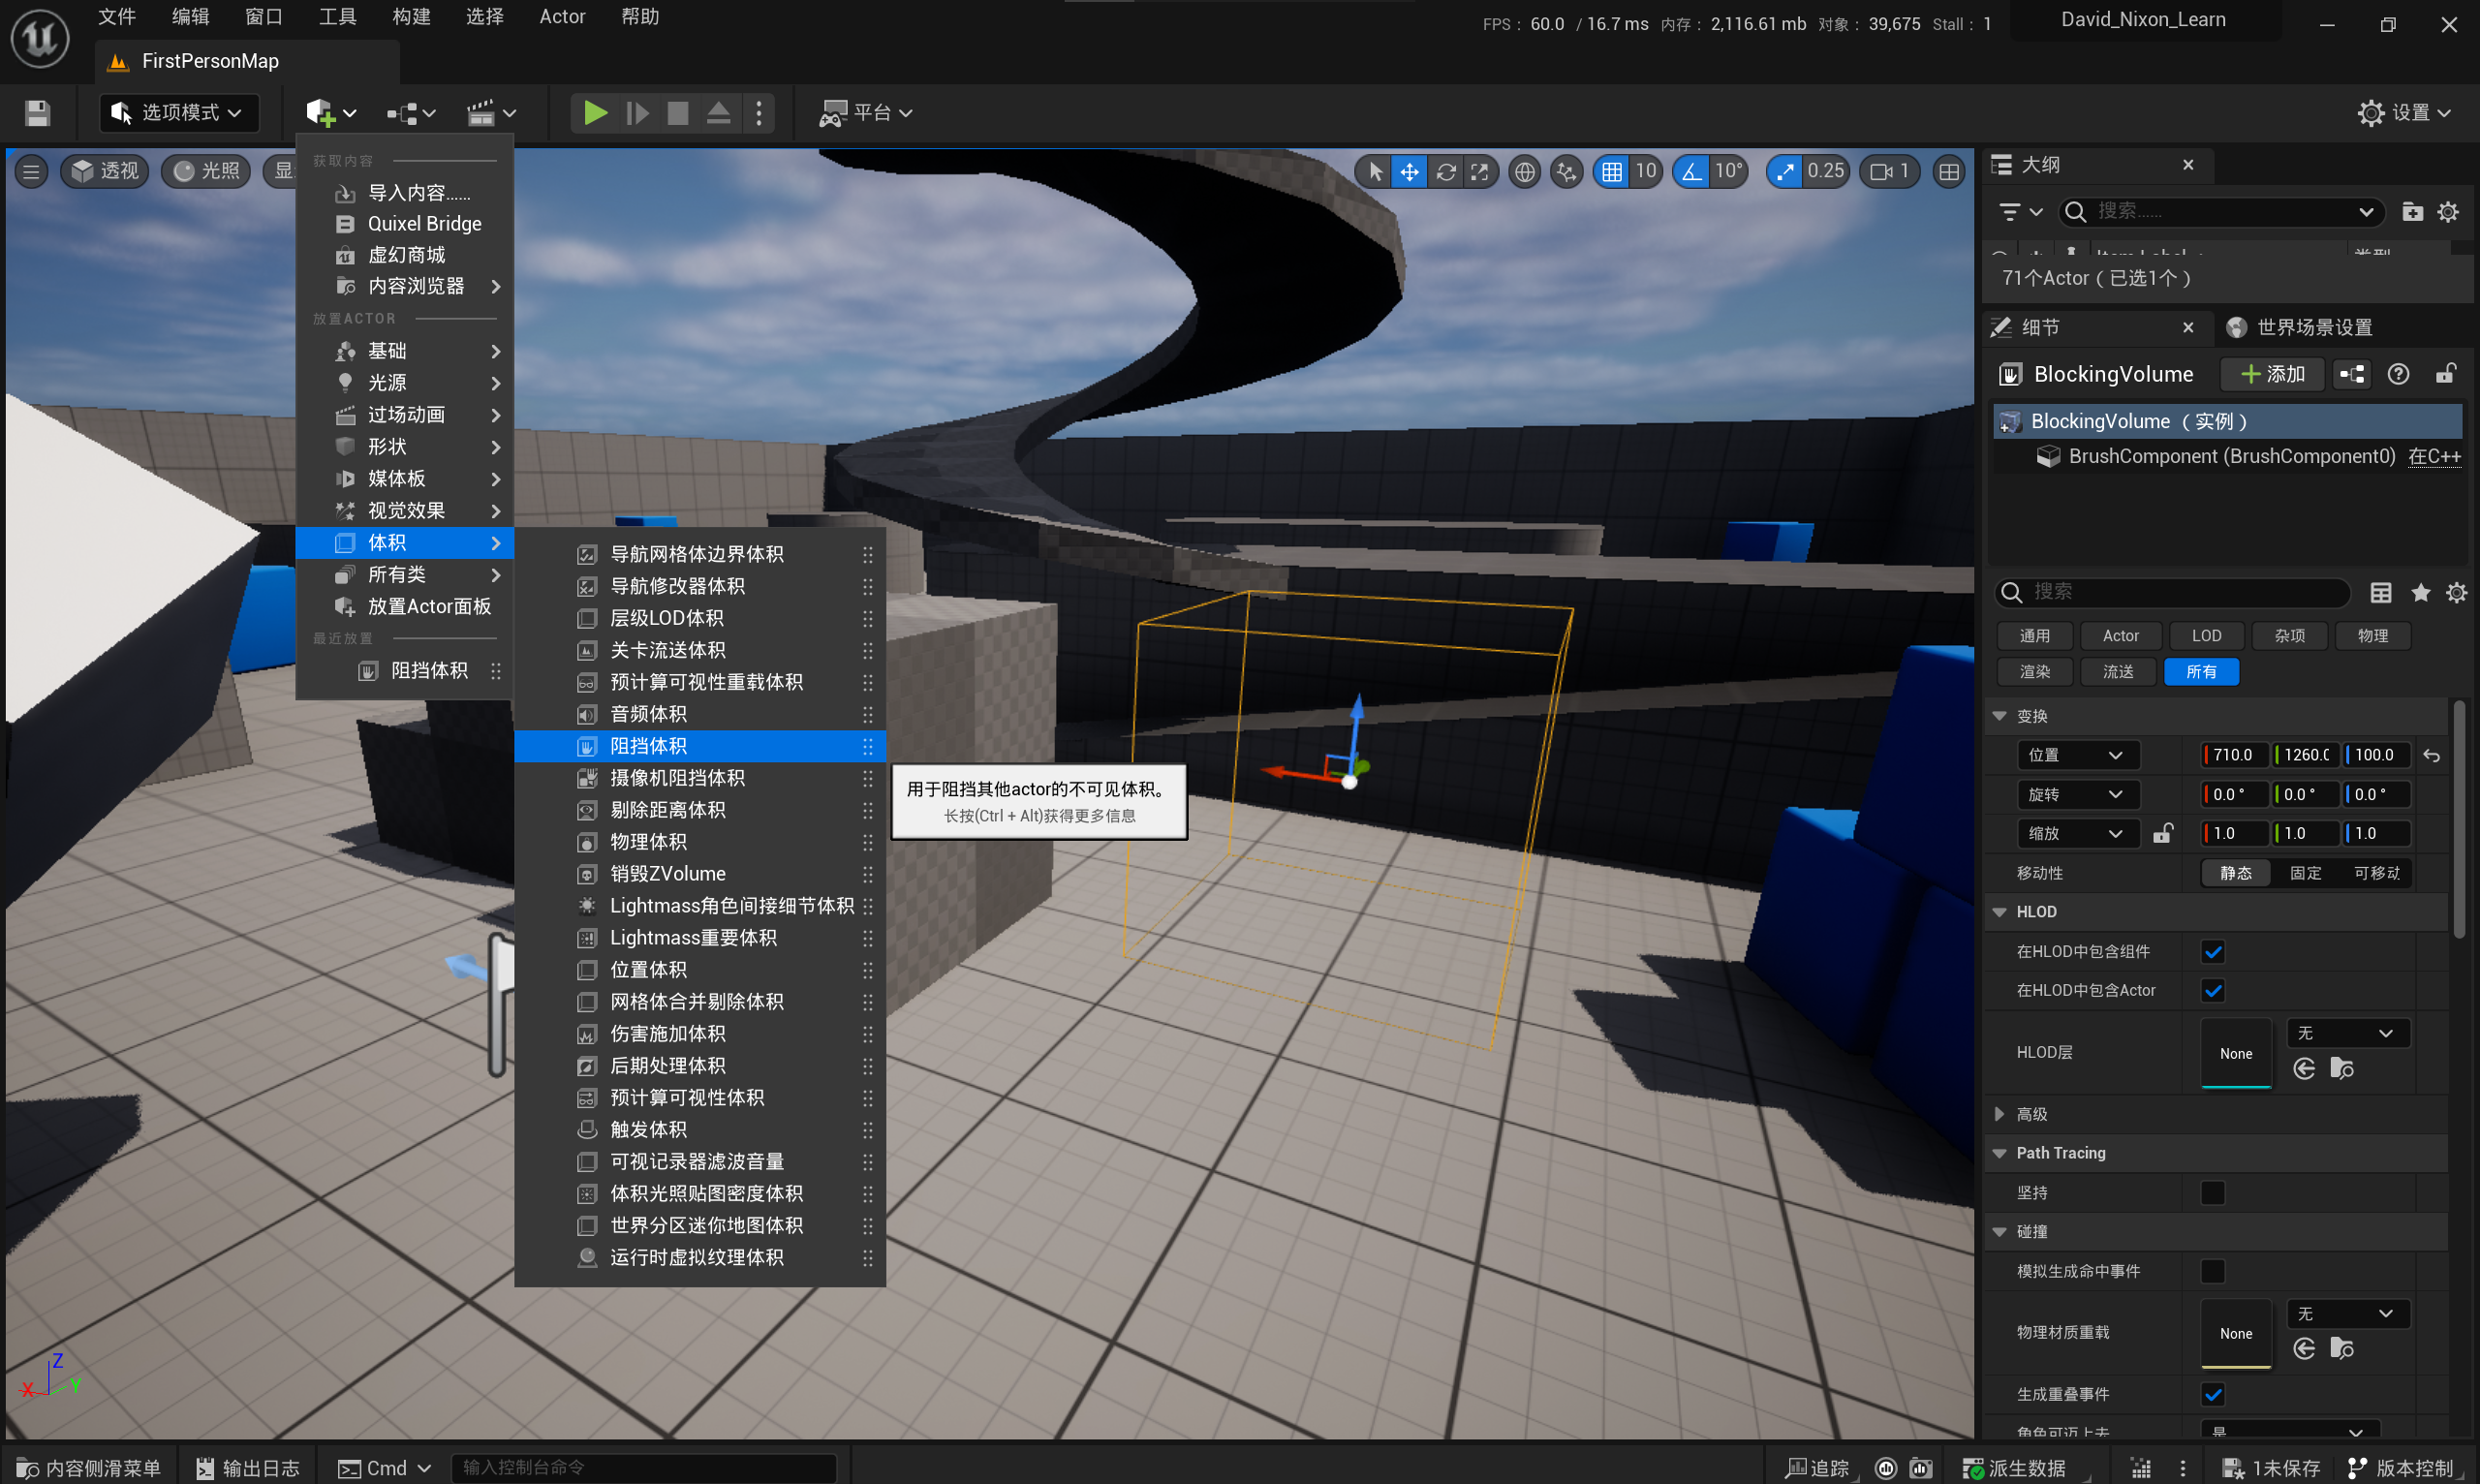 文件 编辑 窗口 工具 构建 选择 Actor 帮助
FPS： 60.0 / 16.7 ms 内存： 2,116.61 mb 对象： 39,675 Stall： 1
David_Nixon_Learn
FirstPersonMap
选项模式
平台
设置
透视
光照
显
10
10°
0.25
1
获取内容
导入内容......
Quixel Bridge
虚幻商城
内容浏览器
放置ACTOR
基础
光源
过场动画
形状
媒体板
视觉效果
体积
所有类
放置Actor面板
最近放置
阻挡体积
导航网格体边界体积
导航修改器体积
层级LOD体积
关卡流送体积
预计算可视性重载体积
音频体积
阻挡体积
摄像机阻挡体积
剔除距离体积
物理体积
销毁ZVolume
Lightmass角色间接细节体积
Lightmass重要体积
位置体积
网格体合并剔除体积
伤害施加体积
后期处理体积
预计算可视性体积
触发体积
可视记录器滤波音量
体积光照贴图密度体积
世界分区迷你地图体积
运行时虚拟纹理体积
用于阻挡其他actor的不可见体积。
长按(Ctrl + Alt)获得更多信息
Z
X
Y
大纲
搜索......
Item Label
类型
71个Actor（已选1个）
细节
世界场景设置
BlockingVolume
添加
BlockingVolume （实例）
BrushComponent (BrushComponent0) 在C++
搜索
通用 Actor LOD 杂项 物理
渲染 流送 所有
变换
位置 710.0 1260.0 100.0
旋转 0.0 ° 0.0 ° 0.0 °
缩放 1.0 1.0 1.0
移动性 静态 固定 可移动
HLOD
在HLOD中包含组件
在HLOD中包含Actor
HLOD层 None 无
高级
Path Tracing
坚持
碰撞
模拟生成命中事件
物理材质重载 None 无
生成重叠事件
角色可迈上去 是
内容侧滑菜单 输出日志 Cmd 输入控制台命令
追踪 派生数据 1未保存 版本控制